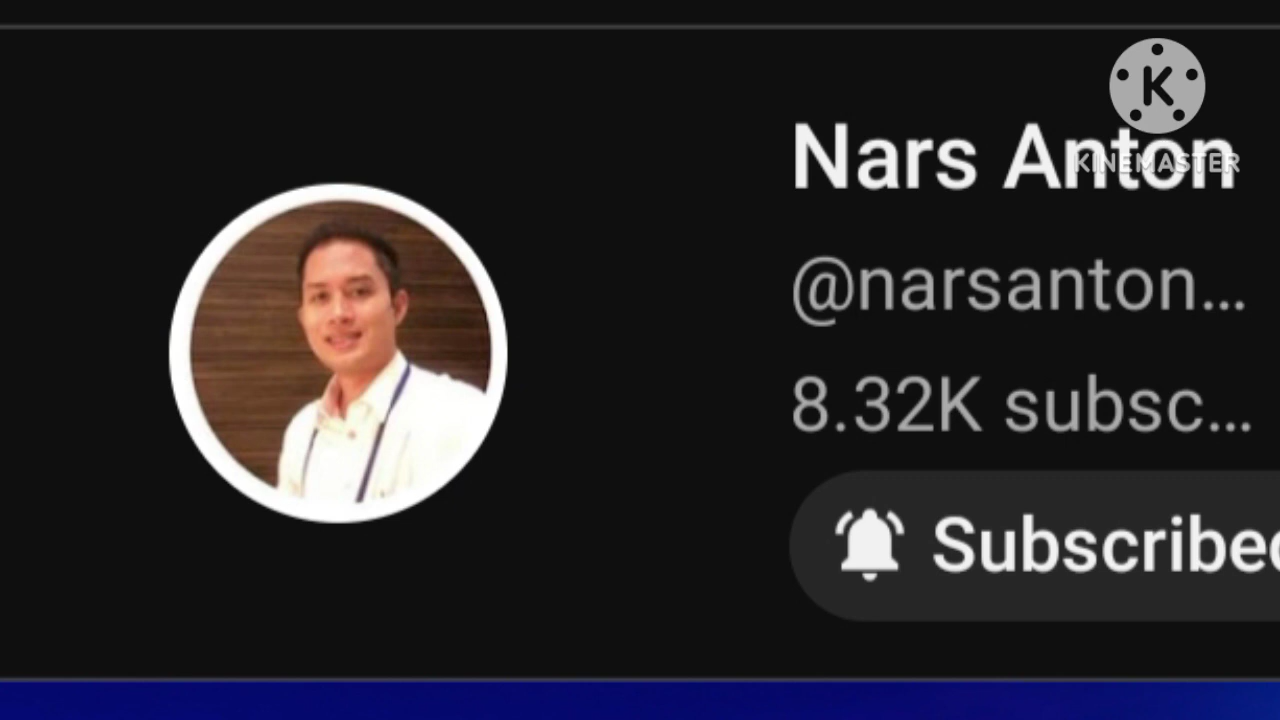 K
KINEMASTER
Nars Anton
@narsanton...
8.32K subsc...
Subscribed